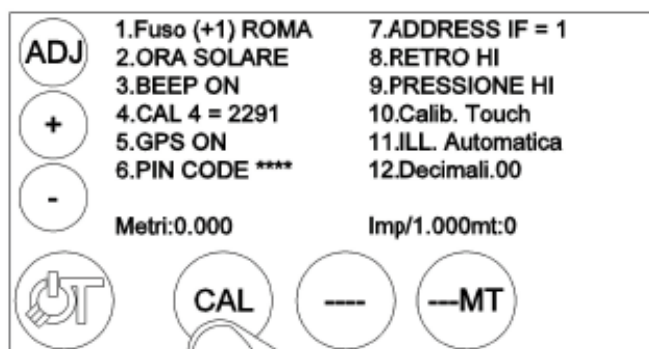 ADJ
+
-
1.Fuso (+1) ROMA
2.ORA SOLARE
3.BEEP ON
4.CAL 4 = 2291
5.GPS ON
6.PIN CODE ****
7.ADDRESS IF = 1
8.RETRO HI
9.PRESSIONE HI
10.Calib. Touch
11.ILL. Automatica
12.Decimali.00
Metri:0.000
Imp/1.000mt:0
CAL
----
---MT